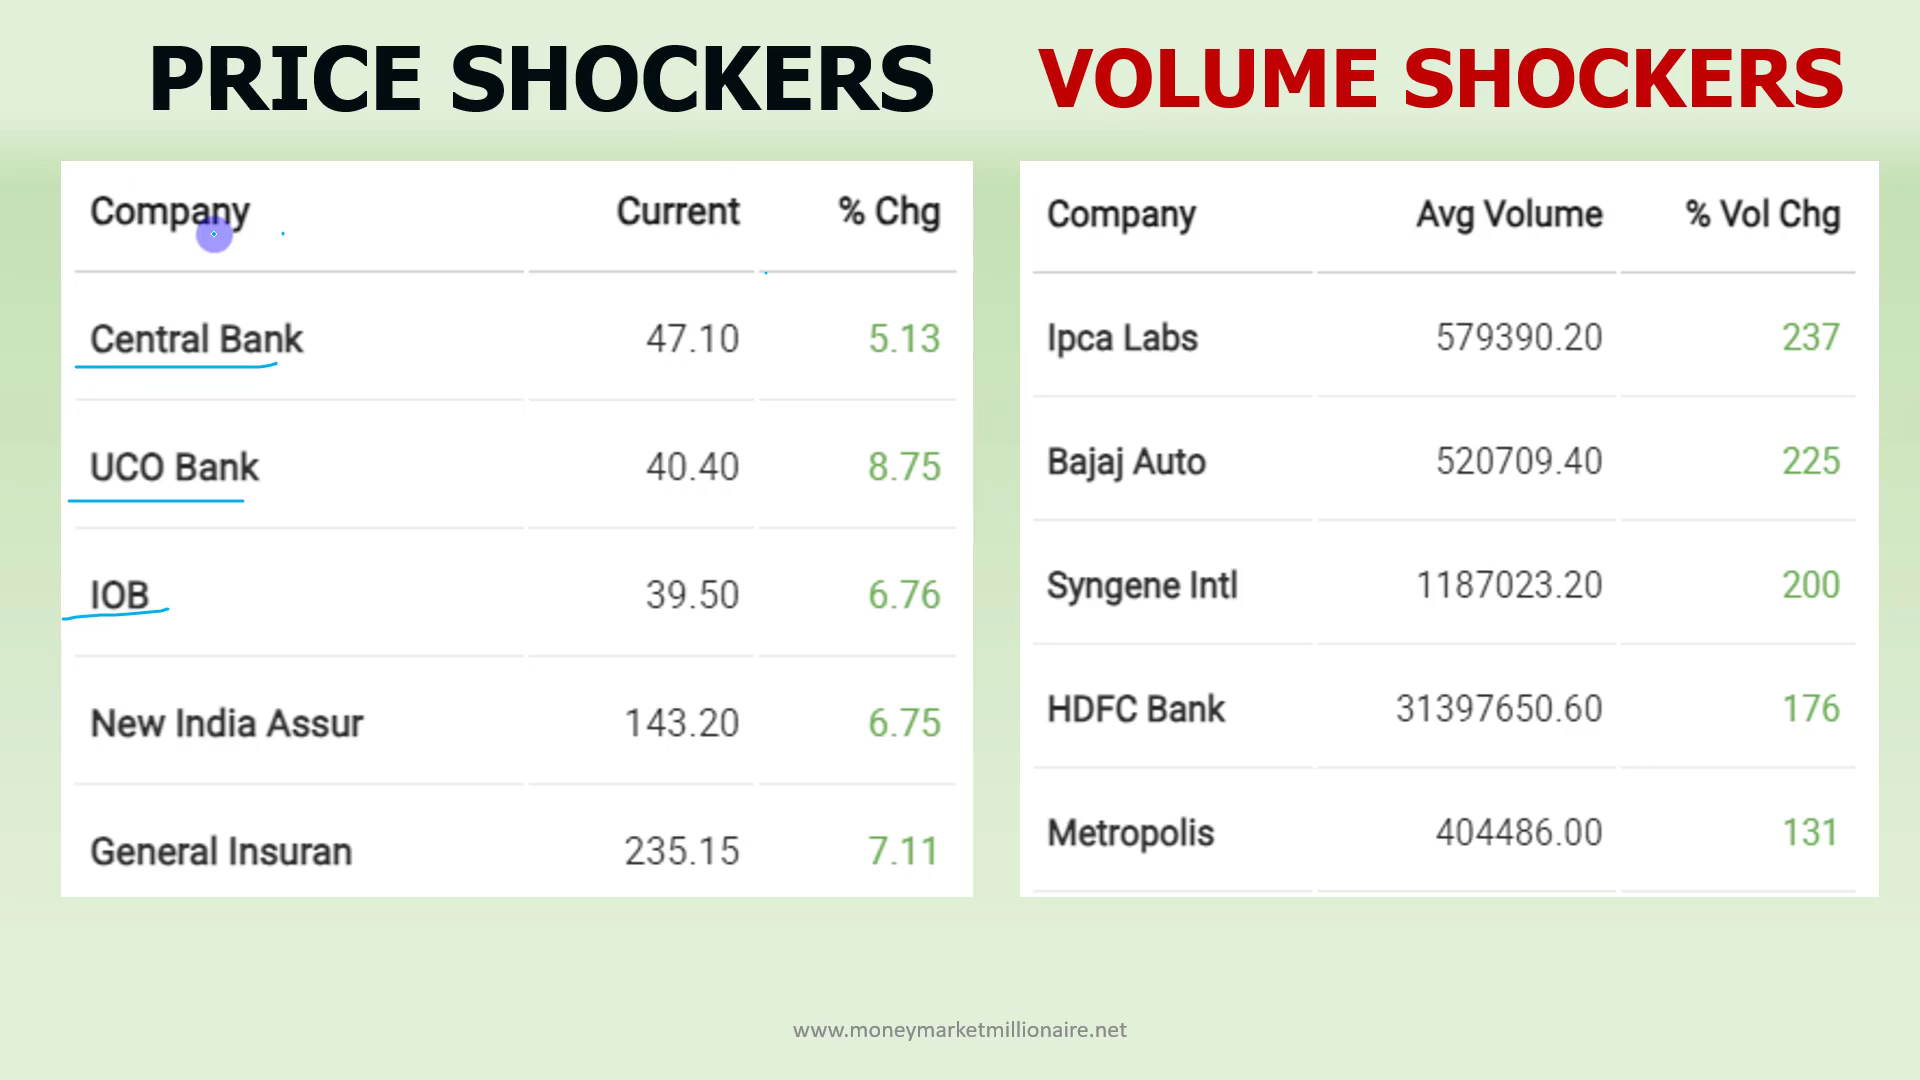 PRICE SHOCKERS
Company Current % Chg
Central Bank 47.10 5.13
UCO Bank 40.40 8.75
IOB 39.50 6.76
New India Assur 143.20 6.75
General Insuran 235.15 7.11
VOLUME SHOCKERS
Company Avg Volume % Vol Chg
Ipca Labs 579390.20 237
Bajaj Auto 520709.40 225
Syngene Intl 1187023.20 200
HDFC Bank 31397650.60 176
Metropolis 404486.00 131
www.moneymarketmillionaire.net